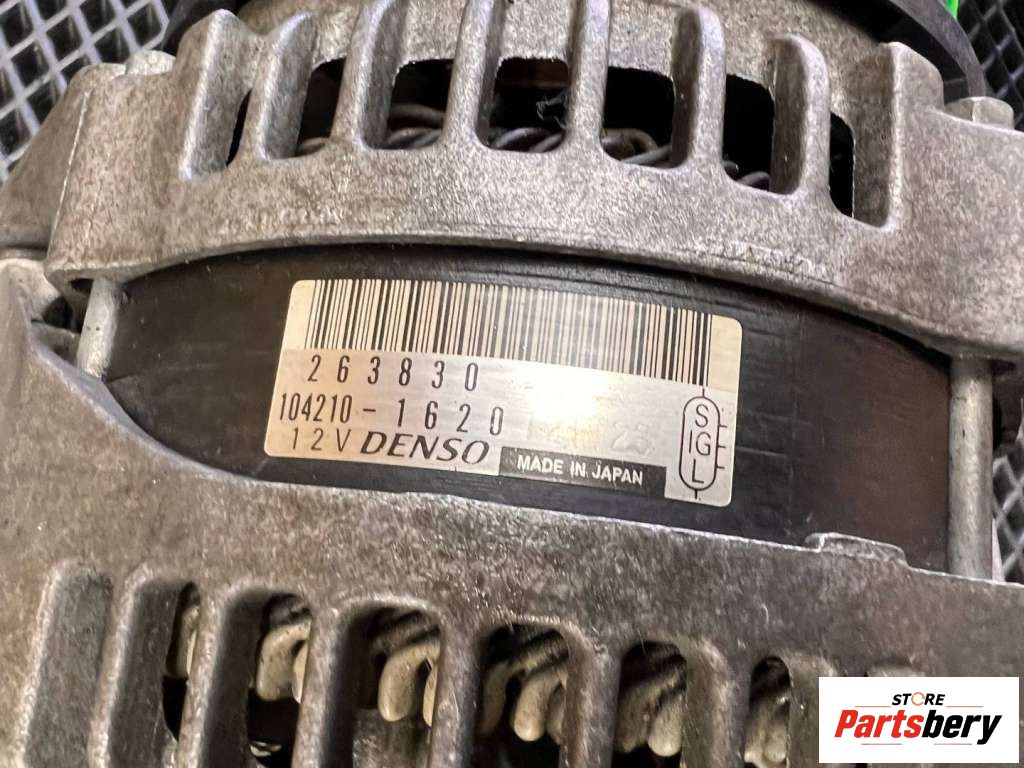 263830
104210-1620
12V DENSO
MADE IN JAPAN
S
IG
L
STORE
Partsbery